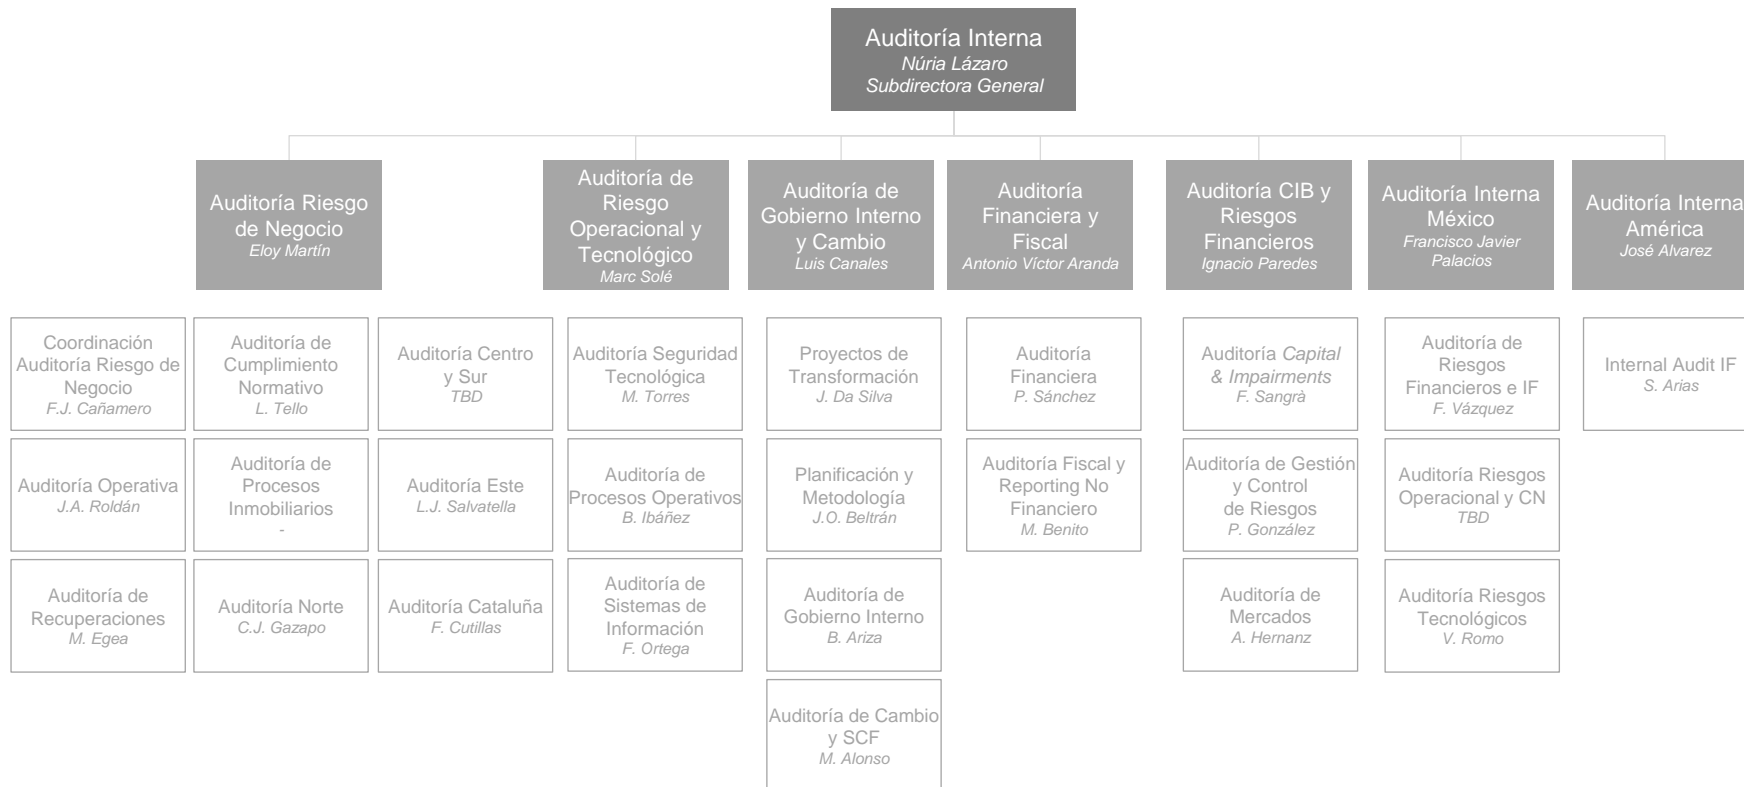 Auditoría Interna
Núria Lázaro
Subdirectora General
Auditoría Riesgo
de Negocio
Eloy Martín
Auditoría de
Riesgo
Operacional y
Tecnológico
Marc Solé
Auditoría de
Gobierno Interno
y Cambio
Luis Canales
Auditoría
Financiera y
Fiscal
Antonio Víctor Aranda
Auditoría CIB y
Riesgos
Financieros
Ignacio Paredes
Auditoría Interna
México
Francisco Javier
Palacios
Auditoría Interna
América
José Alvarez
Coordinación
Auditoría Riesgo de
Negocio
F.J. Cañamero
Auditoría de
Cumplimiento
Normativo
L. Tello
Auditoría Centro
y Sur
TBD
Auditoría Seguridad
Tecnológica
M. Torres
Proyectos de
Transformación
J. Da Silva
Auditoría
Financiera
P. Sánchez
Auditoría Capital
& Impairments
F. Sangrà
Auditoría de
Riesgos
Financieros e IF
F. Vázquez
Internal Audit IF
S. Arias
Auditoría Operativa
J.A. Roldán
Auditoría de
Procesos
Inmobiliarios
-
Auditoría Este
L.J. Salvatella
Auditoría de
Procesos Operativos
B. Ibáñez
Planificación y
Metodología
J.O. Beltrán
Auditoría Fiscal y
Reporting No
Financiero
M. Benito
Auditoría de Gestión
y Control
de Riesgos
P. González
Auditoría Riesgos
Operacional y CN
TBD
Auditoría de
Recuperaciones
M. Egea
Auditoría Norte
C.J. Gazapo
Auditoría Cataluña
F. Cutillas
Auditoría de
Sistemas de
Información
F. Ortega
Auditoría de
Gobierno Interno
B. Ariza
Auditoría de
Mercados
A. Hernanz
Auditoría Riesgos
Tecnológicos
V. Romo
Auditoría de Cambio
y SCF
M. Alonso